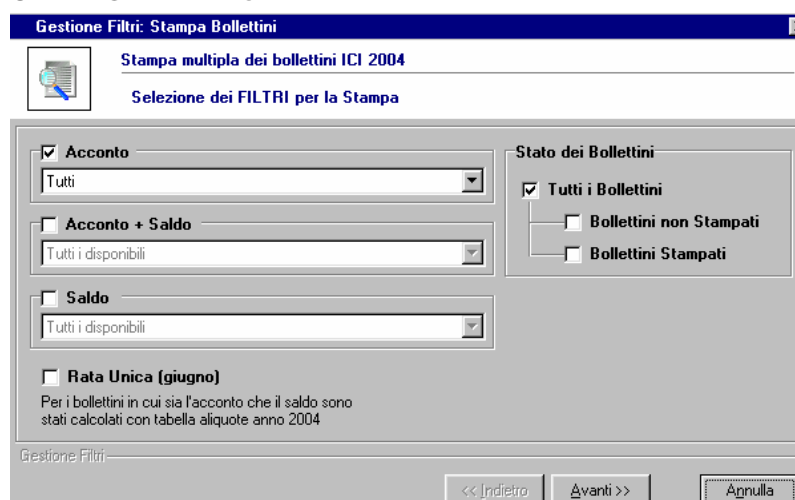 Gestione Filtri: Stampa Bollettini
Stampa multipla dei bollettini ICI 2004
Selezione dei FILTRI per la Stampa
Acconto
Tutti
Acconto + Saldo
Tutti i disponibili
Saldo
Tutti i disponibili
Rata Unica (giugno)
Per i bollettini in cui sia l'acconto che il saldo sono
stati calcolati con tabella aliquote anno 2004
Stato dei Bollettini
Tutti i Bollettini
Bollettini non Stampati
Bollettini Stampati
Gestione Filtri
<< Indietro
Avanti >>
Annulla